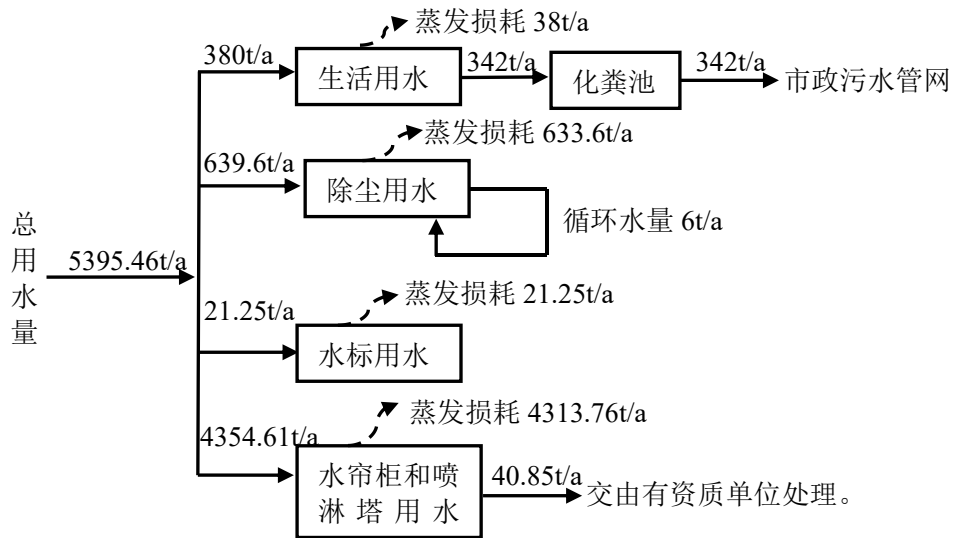 蒸发损耗 38t/a
380t/a
生活用水
342t/a
化粪池
342t/a
市政污水管网
蒸发损耗 633.6t/a
639.6t/a
除尘用水
循环水量 6t/a
总用水量
5395.46t/a
蒸发损耗 21.25t/a
21.25t/a
水标用水
蒸发损耗 4313.76t/a
4354.61t/a
水帘柜和喷
淋塔用水
40.85t/a
交由有资质单位处理。